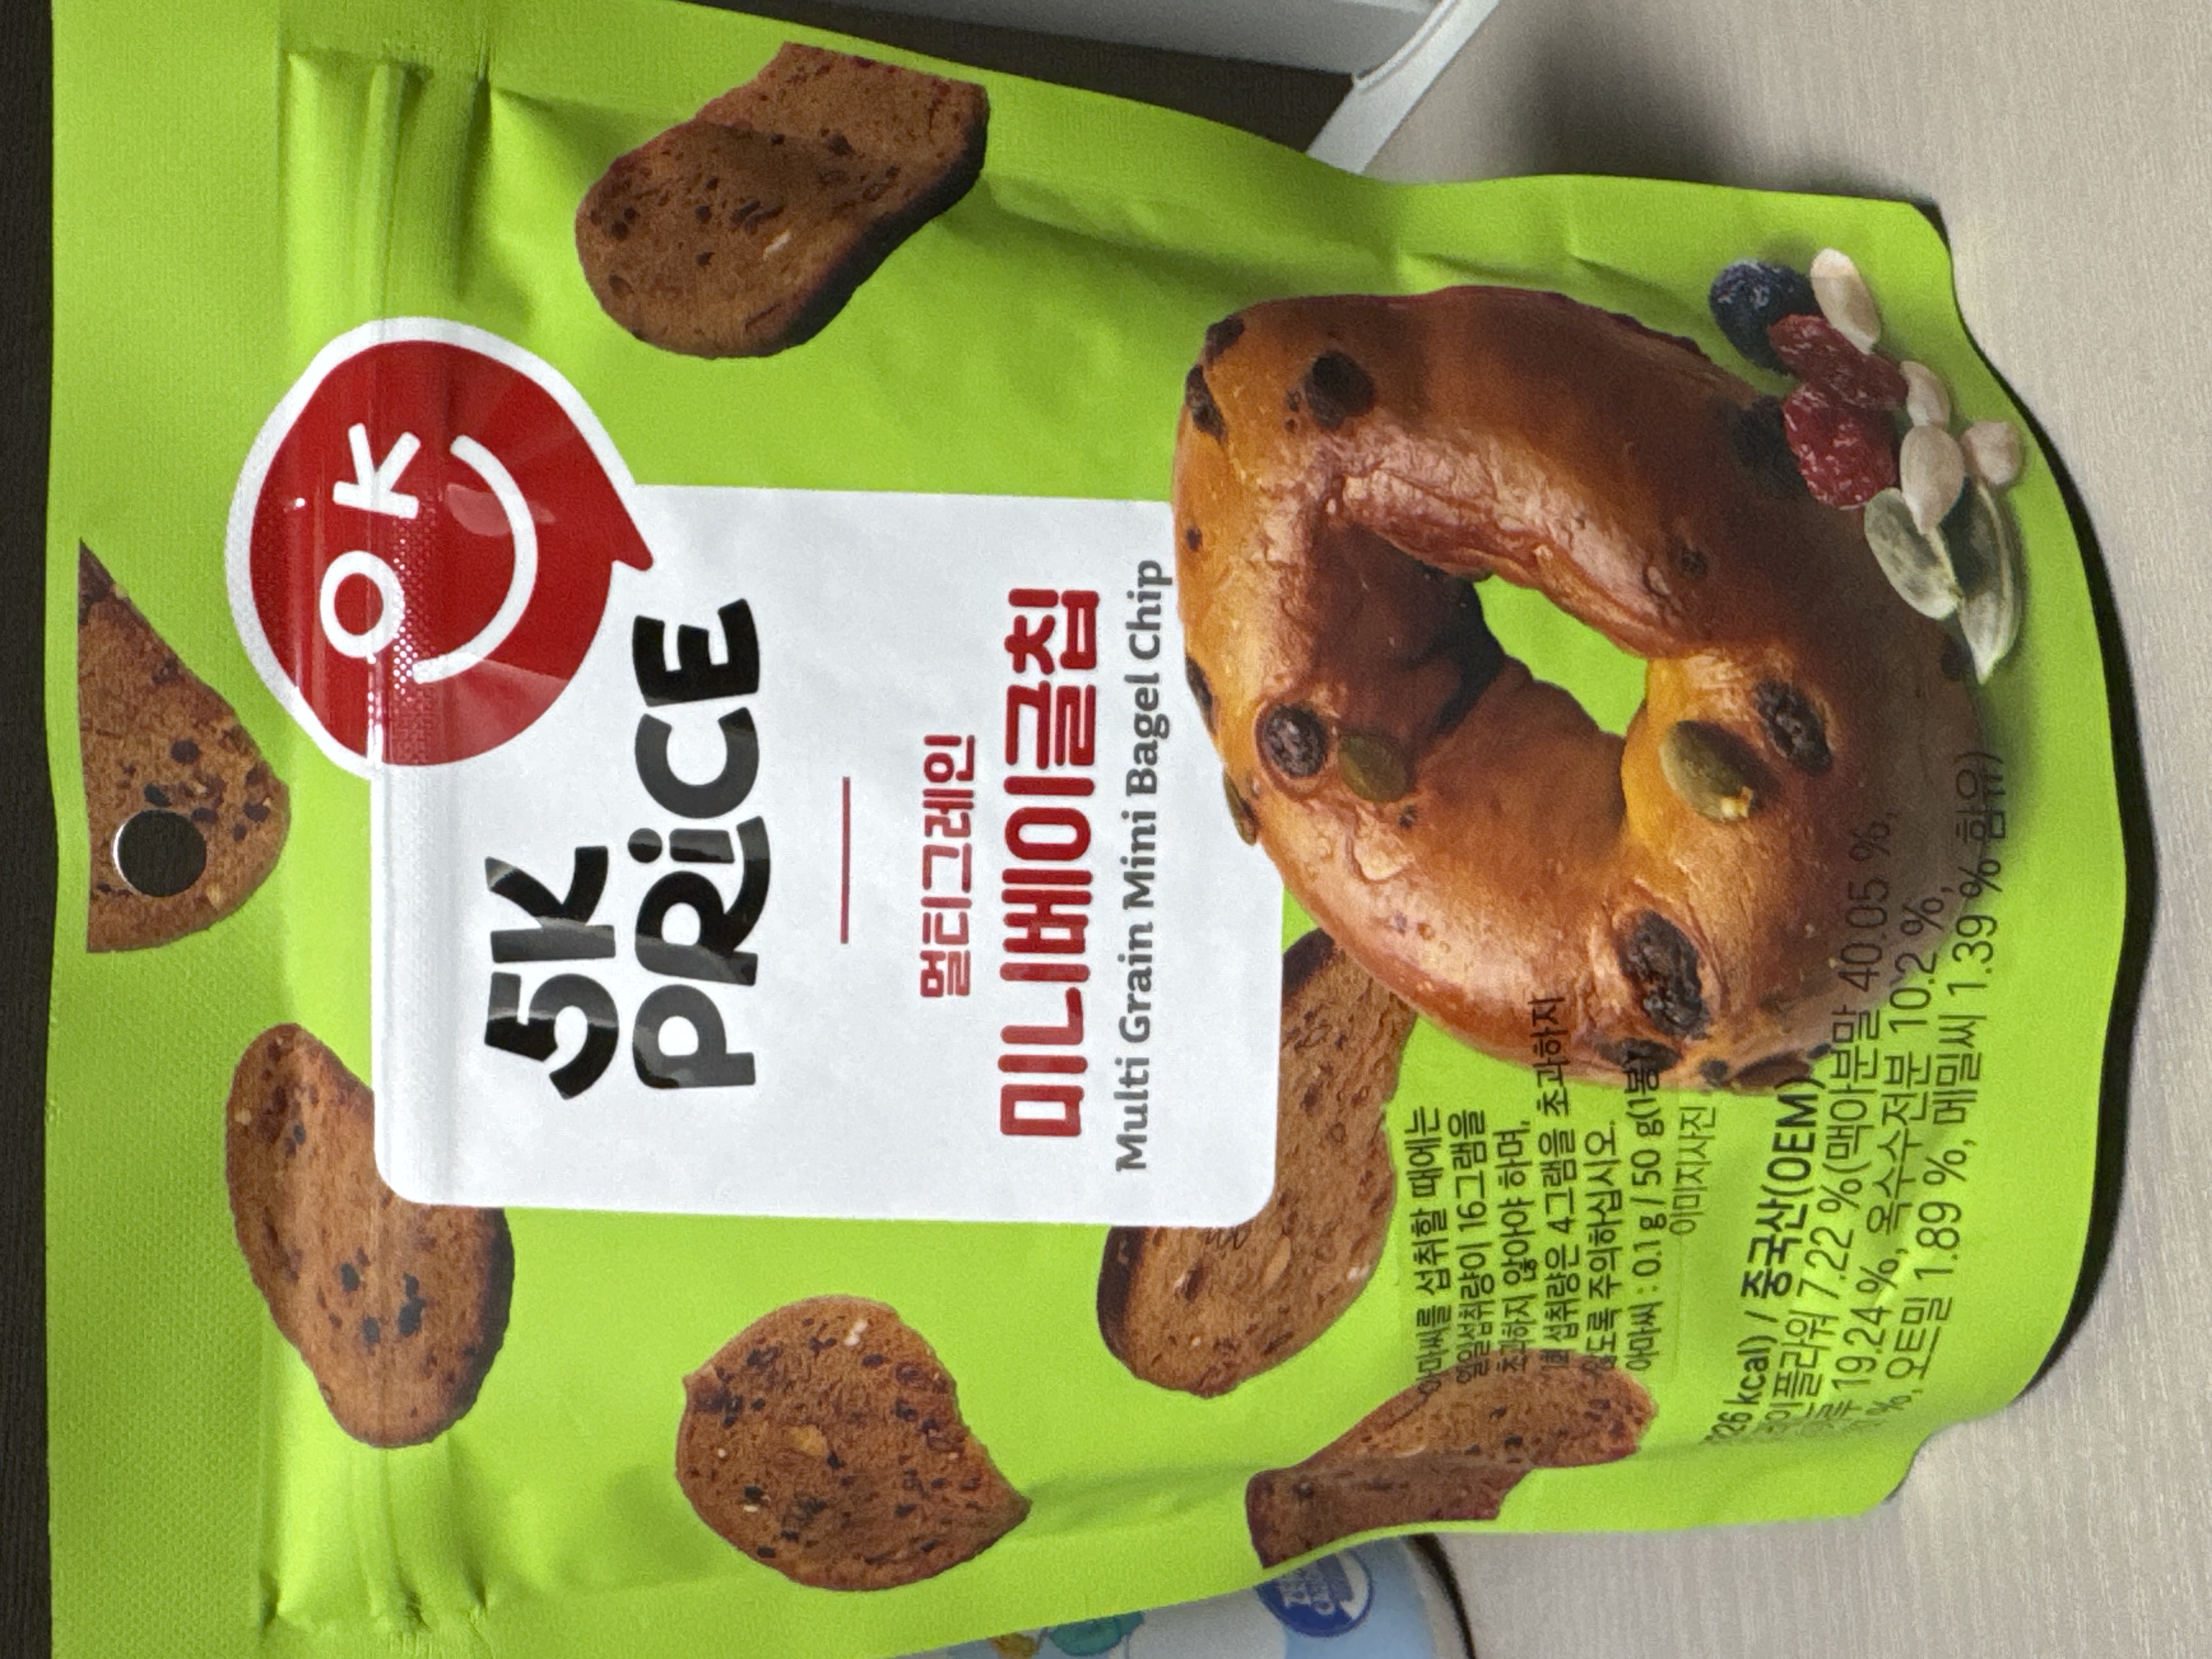 OK
5K
PRiCE
멀티그레인
미니베이글칩
Multi Grain Mini Bagel Chip
아마씨를 섭취할 때에는
일일섭취량이 16그램을
초과하지 않아야 하며,
1회 섭취량은 4그램을 초과하지
않도록 주의하십시오.
아마씨 : 0.1 g / 50 g(1봉)
이미지사진
kcal) / 중국산(OEM)
플라워 7.22 %(맥아분말 40.05 %,
19.24 %, 옥수수전분 10.2 %,
%, 오트밀 1.89 %, 메밀씨 1.39 % 함유)